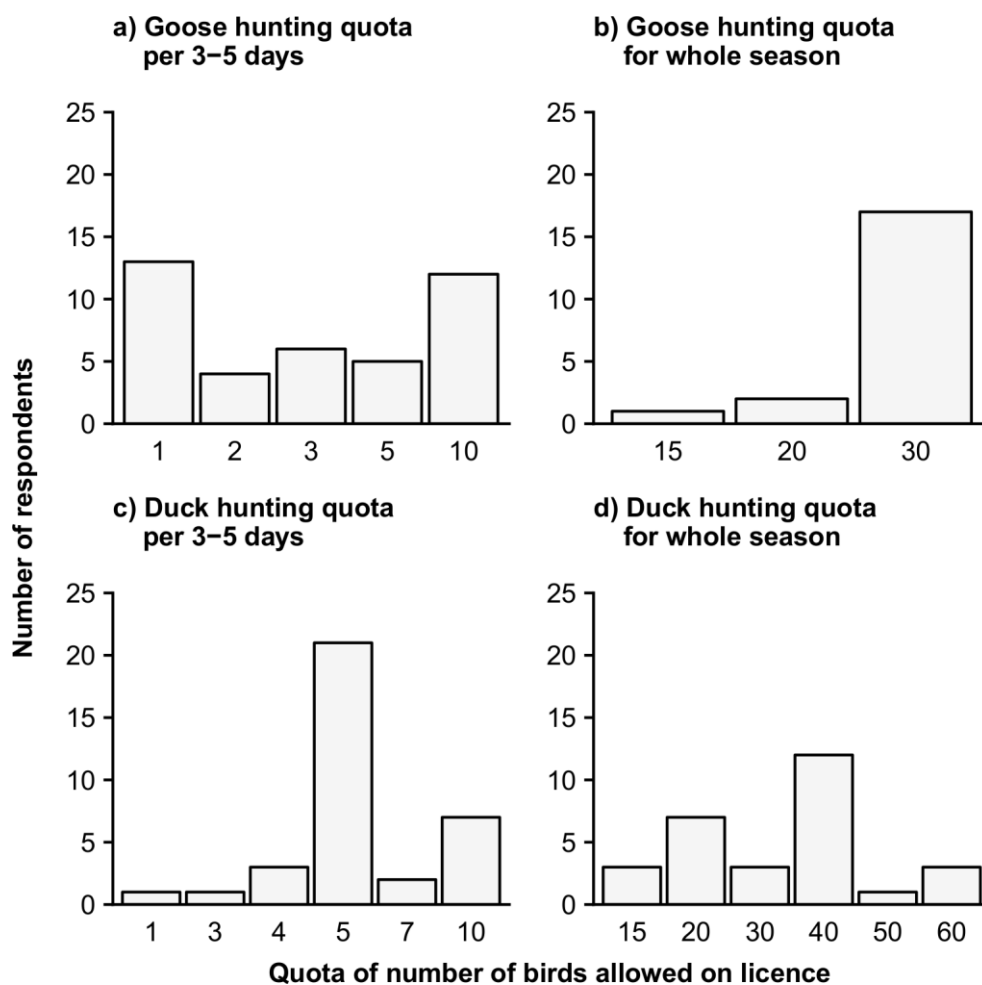 a) Goose hunting quota
per 3−5 days
b) Goose hunting quota
for whole season
25
20
15
10
5
0
1 2 3 5 10
25
20
15
10
5
0
15 20 30
Number of respondents
c) Duck hunting quota
per 3−5 days
d) Duck hunting quota
for whole season
25
20
15
10
5
0
1 3 4 5 7 10
25
20
15
10
5
0
15 20 30 40 50 60
Quota of number of birds allowed on licence